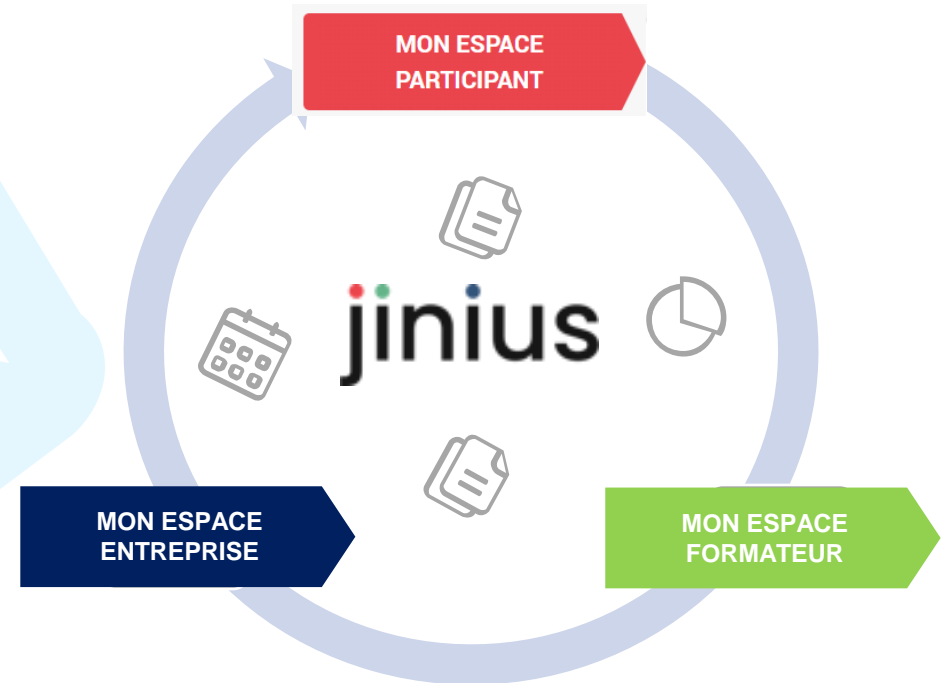 MON ESPACE
PARTICIPANT
jinius
MON ESPACE
ENTREPRISE
MON ESPACE
FORMATEUR